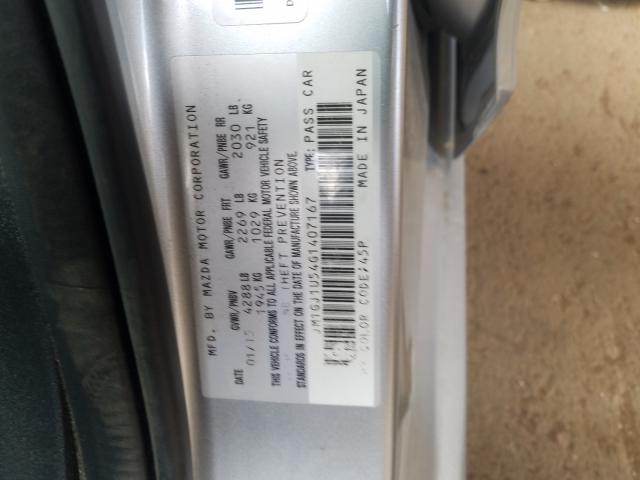 MFD. BY MAZDA MOTOR CORPORATION
DATE GVWR/PNBV GAWR/PNBE FRT GAWR/PNBE RR
01/15 4288 LB 2269 LB 2030 LB
1945 KG 1029 KG 921 KG
THIS VEHICLE CONFORMS TO ALL APPLICABLE FEDERAL MOTOR VEHICLE SAFETY
THEFT PREVENTION
STANDARDS IN EFFECT ON THE DATE OF MANUFACTURE SHOWN ABOVE.
JM1GJ1U54G1407167 TYPE: PASS CAR
COLOR CODE:45P MADE IN JAPAN